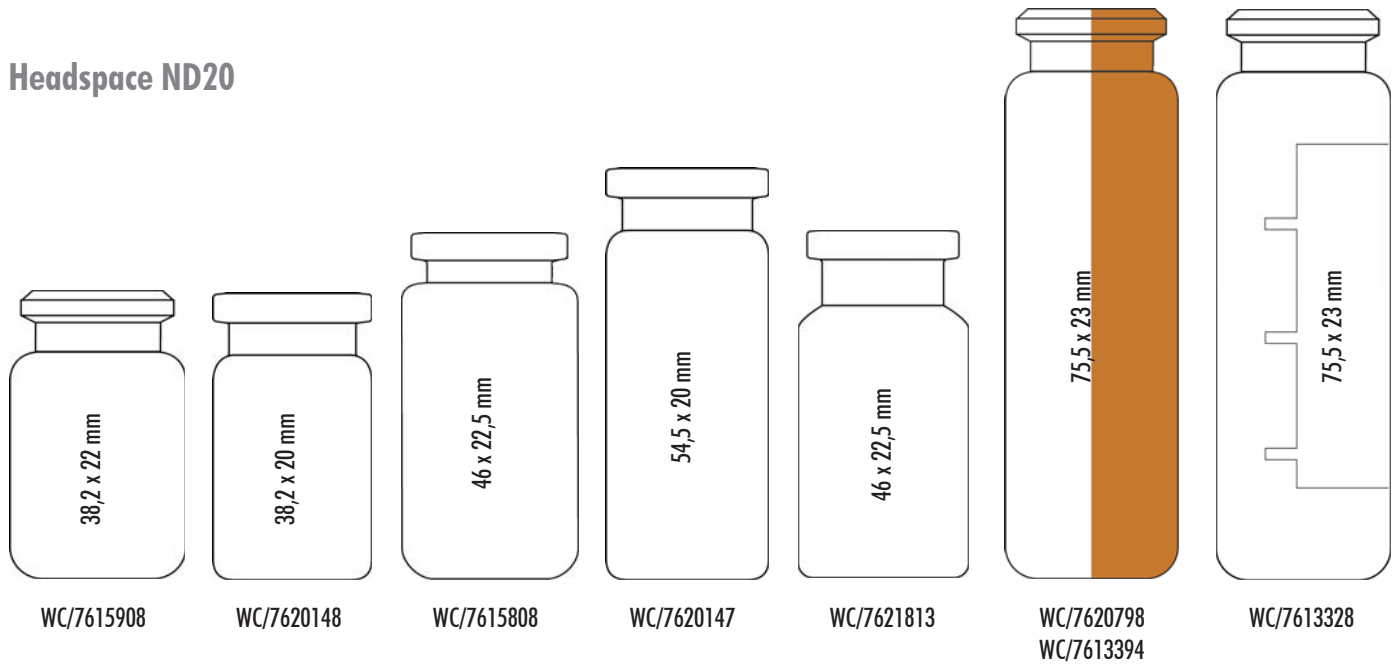 Headspace ND20
38,2 x 22 mm
38,2 x 20 mm
46 x 22,5 mm
54,5 x 20 mm
46 x 22,5 mm
75,5 x 23 mm
75,5 x 23 mm
WC/7615908
WC/7620148
WC/7615808
WC/7620147
WC/7621813
WC/7620798
WC/7613394
WC/7613328